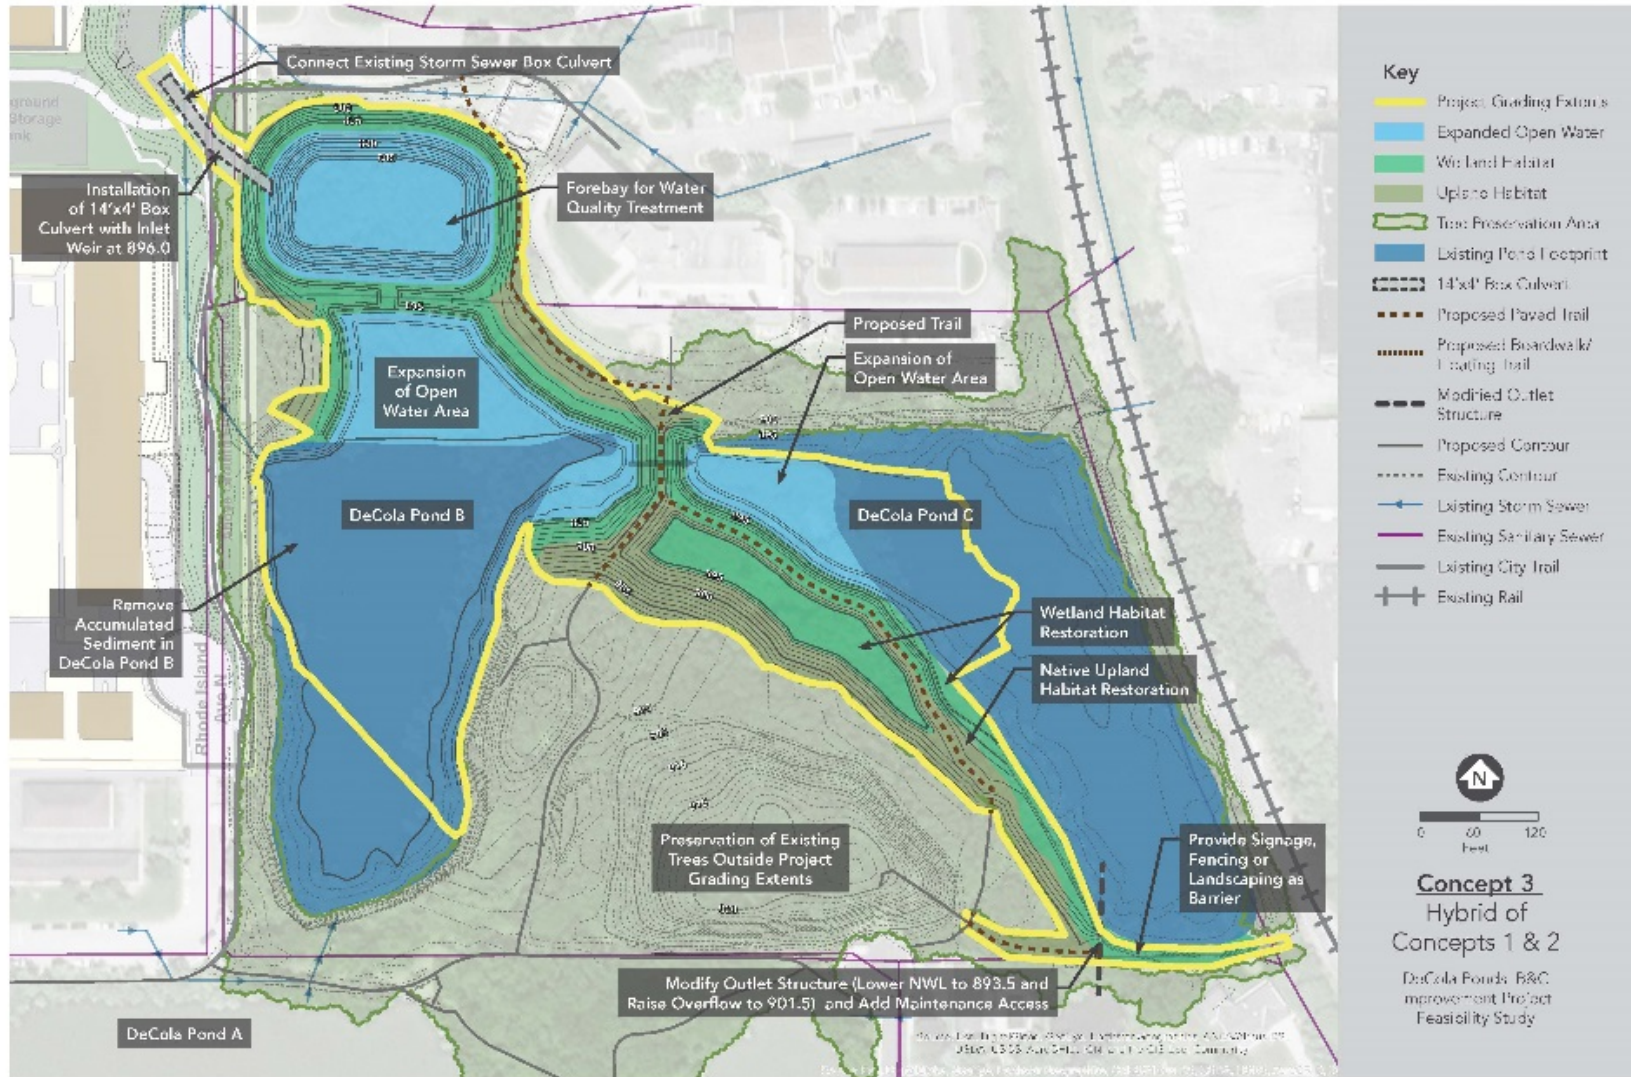 Connect Existing Storm Sewer Box Culvert
Installation
of 14'x4' Box
Culvert with Inlet
Weir at 896.0
Forebay for Water
Quality Treatment
Proposed Trail
Expansion of
Open Water Area
Expansion
of Open
Water Area
DeCola Pond B
DeCola Pond C
Remove
Accumulated
Sediment in
DeCola Pond B
Rhode Island
Ave N
Wetland Habitat
Restoration
Native Upland
Habitat Restoration
Preservation of Existing
Trees Outside Project
Grading Extents
Provide Signage,
Fencing or
Landscaping as
Barrier
Modify Outlet Structure (Lower NWL to 893.5 and
Raise Overflow to 901.5) and Add Maintenance Access
DeCola Pond A
Key
Project Grading Extents
Expanded Open Water
Wetland Habitat
Upland Habitat
Tree Preservation Area
Existing Pond Footprint
14'x4' Box Culvert
Proposed Paved Trail
Proposed Boardwalk/
Floating Trail
Modified Outlet
Structure
Proposed Contour
Existing Contour
Existing Storm Sewer
Existing Sanitary Sewer
Existing City Trail
Existing Rail
N
0 60 120
Feet
Concept 3
Hybrid of
Concepts 1 & 2
DeCola Ponds B&C
Improvement Project
Feasibility Study